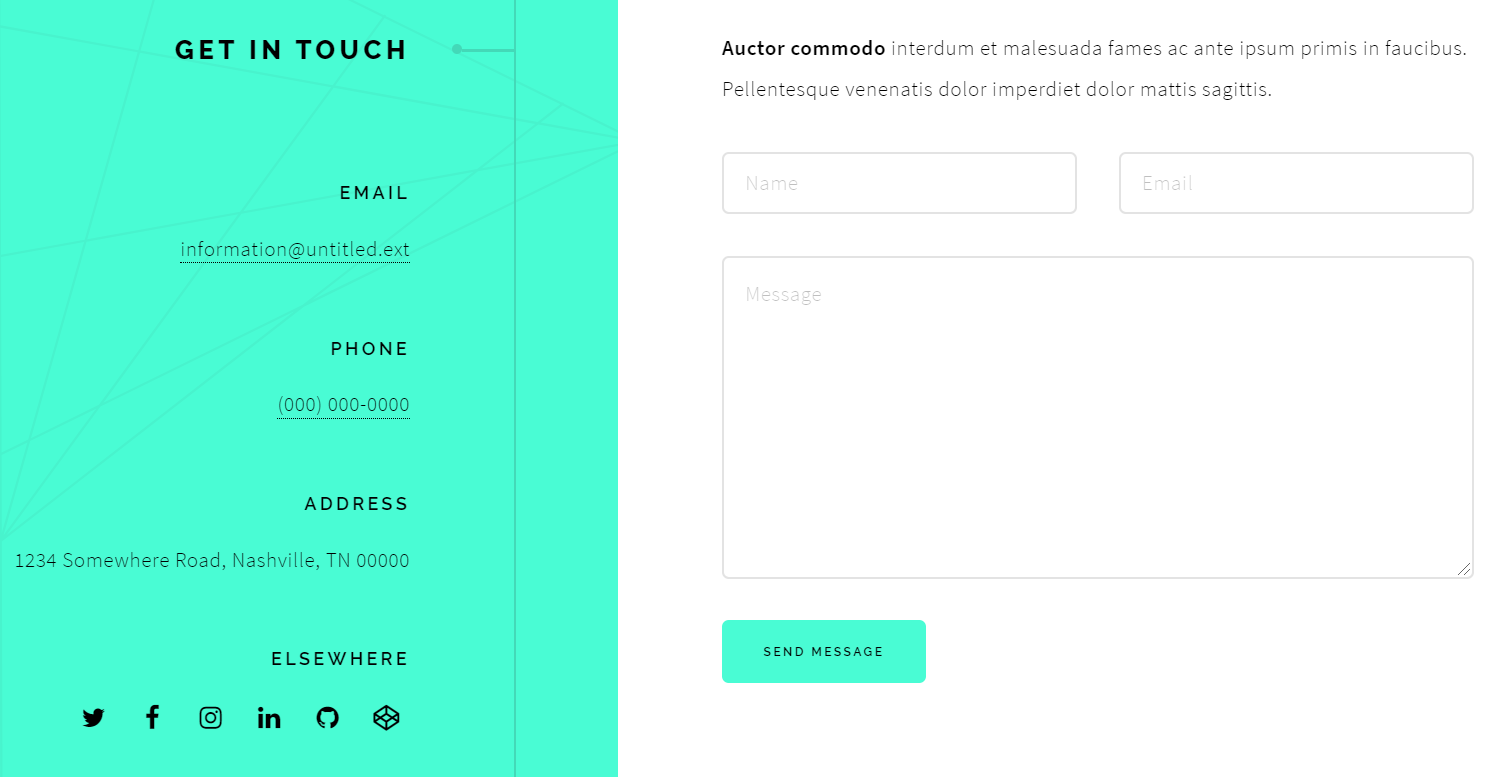 GET IN TOUCH
EMAIL
information@untitled.ext
PHONE
(000) 000-0000
ADDRESS
1234 Somewhere Road, Nashville, TN 00000
ELSEWHERE
Auctor commodo interdum et malesuada fames ac ante ipsum primis in faucibus.
Pellentesque venenatis dolor imperdiet dolor mattis sagittis.
Name
Email
Message
SEND MESSAGE